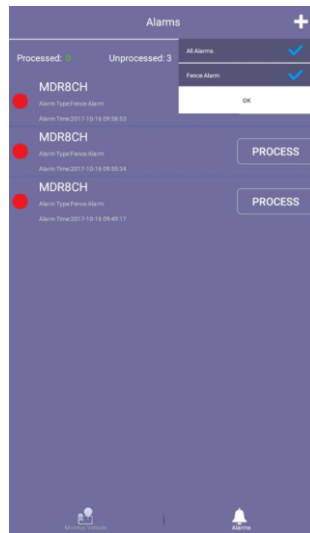 Alarms +
Processed: 0 Unprocessed: 3
All Alarms
Fence Alarm
OK
MDR8CH
Alarm Type:Fence Alarm
Alarm Time:2017-10-16 09:58:53
MDR8CH
Alarm Type:Fence Alarm
Alarm Time:2017-10-16 09:55:34
PROCESS
MDR8CH
Alarm Type:Fence Alarm
Alarm Time:2017-10-16 09:49:17
PROCESS
Monitor Vehicle
Alarms